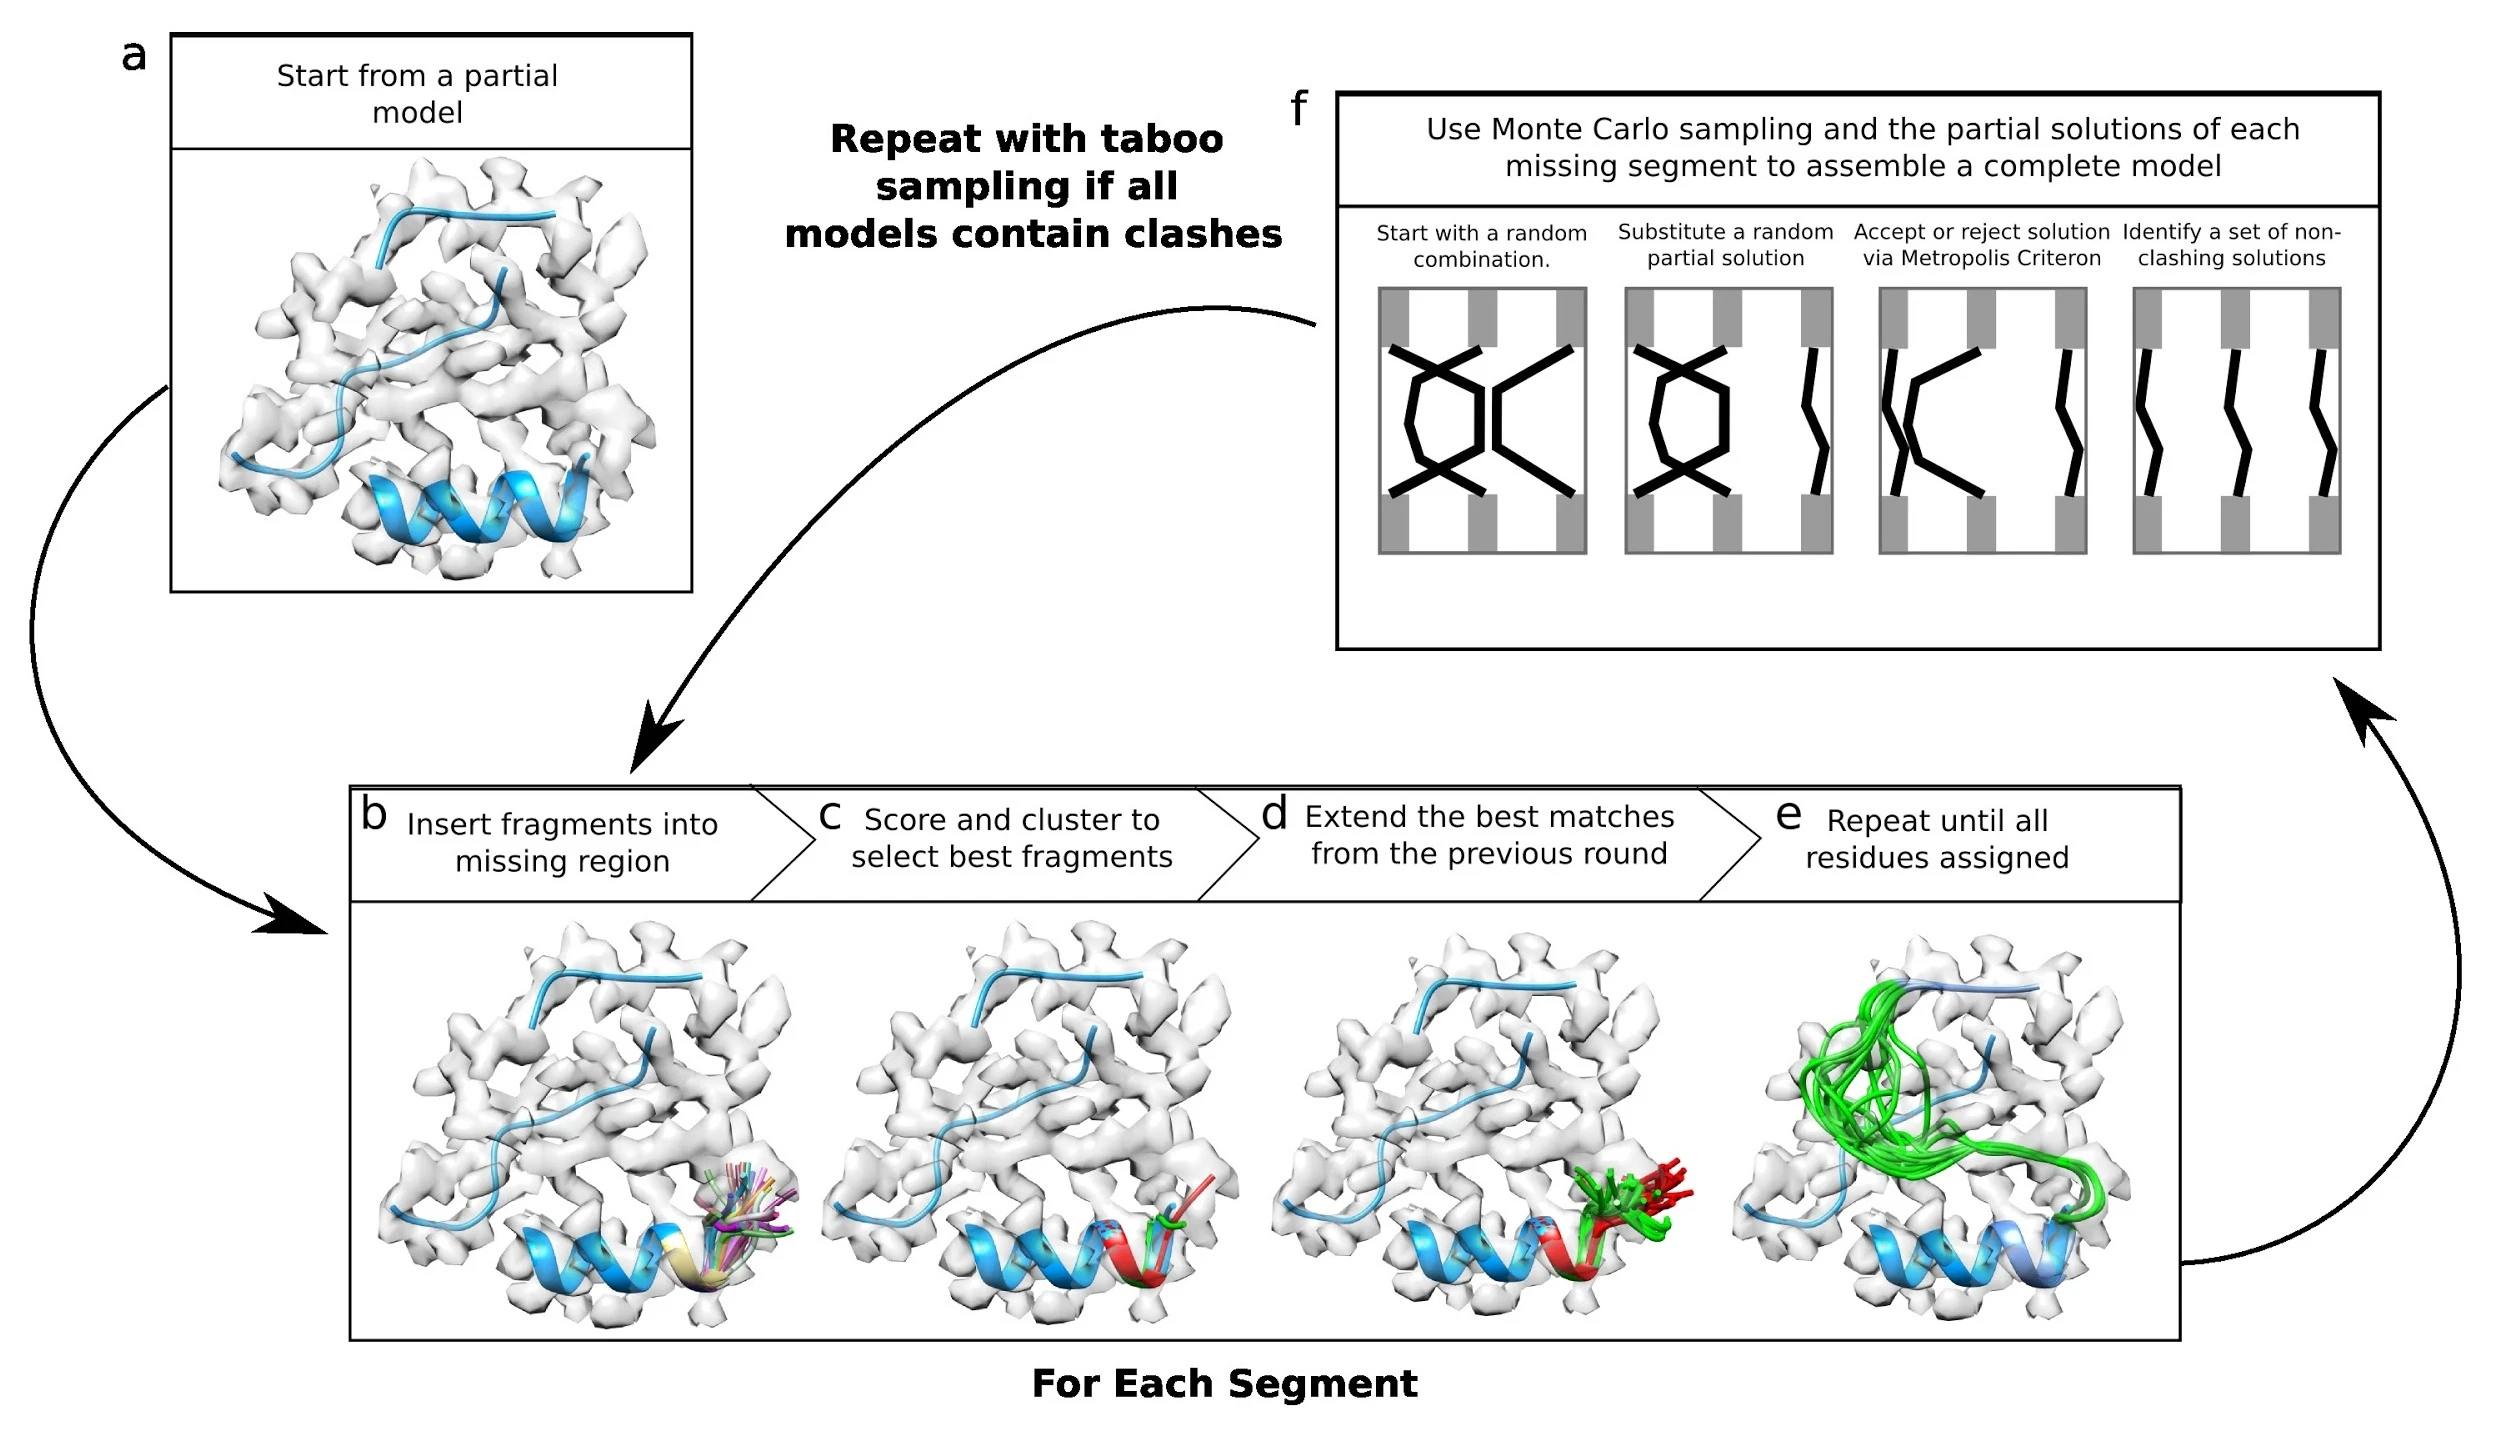 a
Start from a partial
model
Repeat with taboo
sampling if all
models contain clashes
f
Use Monte Carlo sampling and the partial solutions of each
missing segment to assemble a complete model
Start with a random
combination.
Substitute a random
partial solution
Accept or reject solution
via Metropolis Criteron
Identify a set of non-
clashing solutions
b
Insert fragments into
missing region
c
Score and cluster to
select best fragments
d
Extend the best matches
from the previous round
e
Repeat until all
residues assigned
For Each Segment